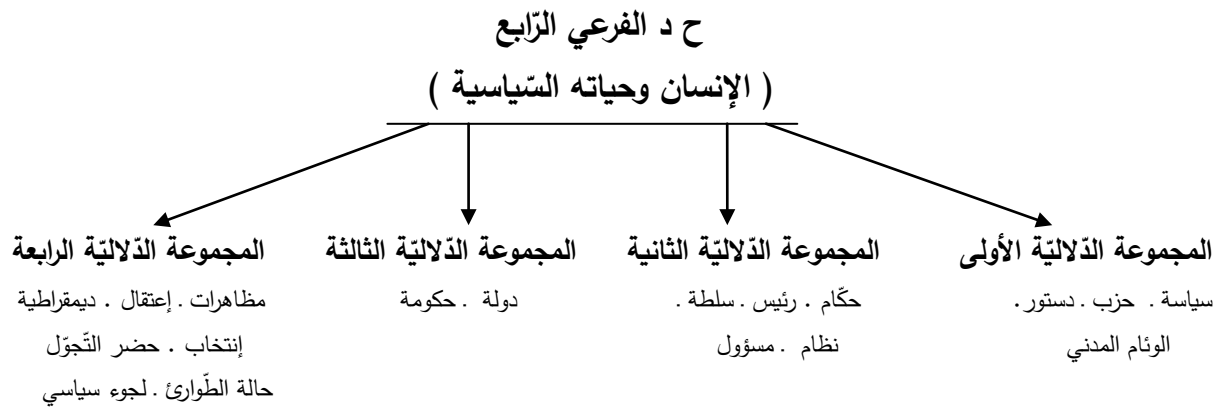 ح د الفرعي الرّابع
( الإنسان وحياته السّياسية )
المجموعة الدّلاليّة الأولى
سياسة . حزب . دستور .
الوئام المدني
المجموعة الدّلاليّة الثانية
حكّام . رئيس . سلطة .
نظام . مسؤول
المجموعة الدّلاليّة الثالثة
دولة . حكومة
المجموعة الدّلاليّة الرابعة
مظاهرات . إعتقال . ديمقراطية
إنتخاب . حضر التّجوّل
حالة الطّوارئ . لجوء سياسي